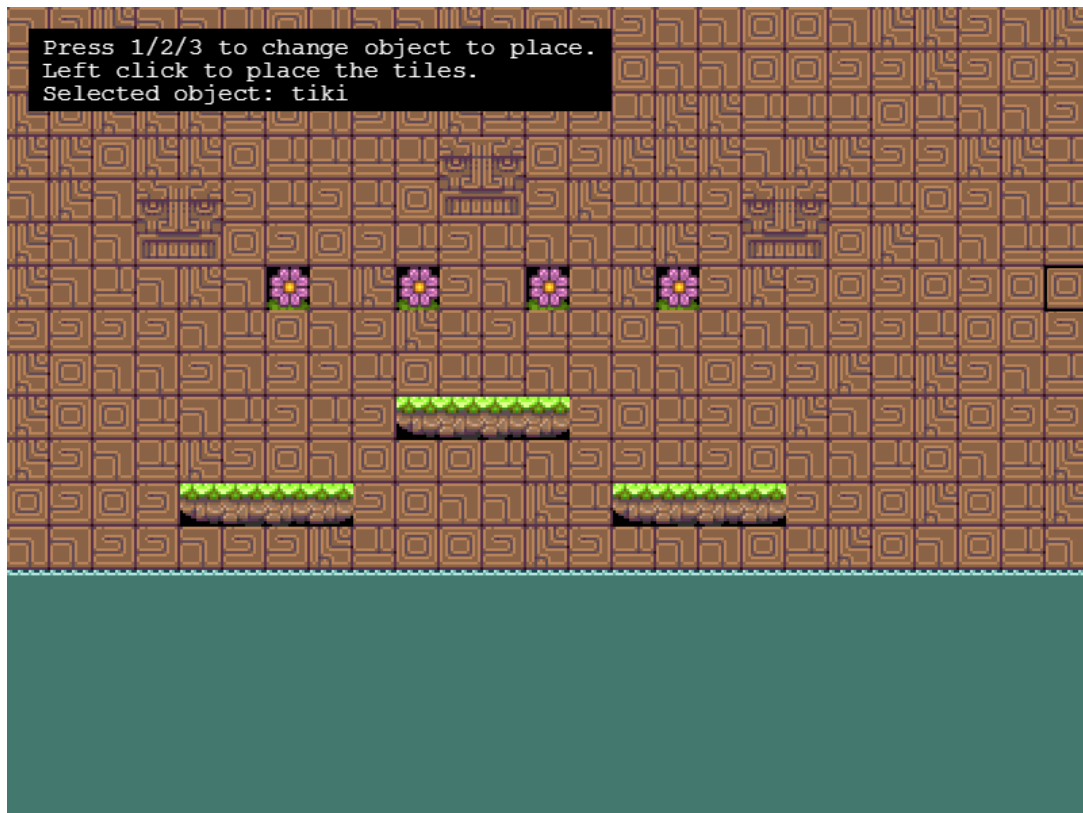 Press 1/2/3 to change object to place.
Left click to place the tiles.
Selected object: tiki